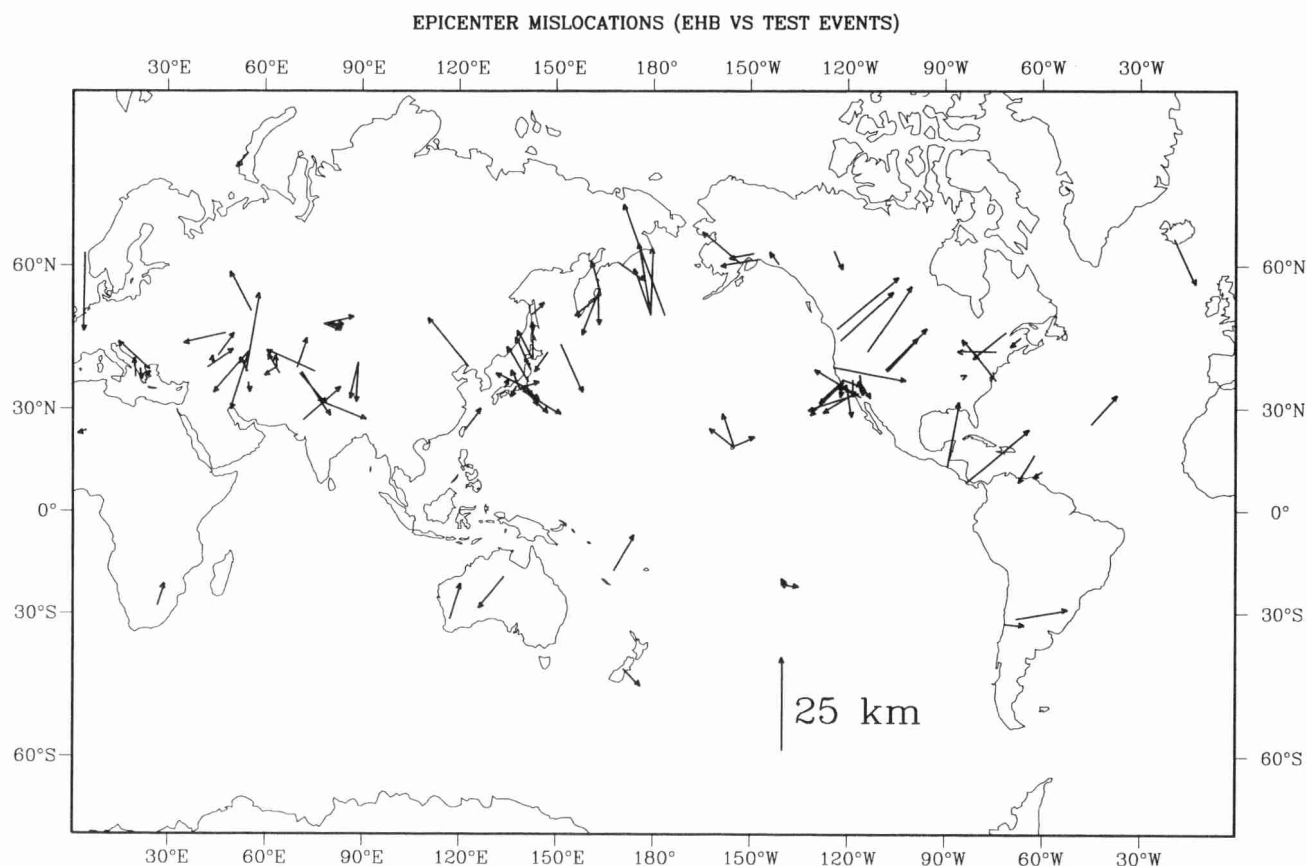 EPICENTER MISLOCATIONS (EHB VS TEST EVENTS)
30°E 60°E 90°E 120°E 150°E 180° 150°W 120°W 90°W 60°W 30°W
60°N 60°N
30°N 30°N
0° 0°
30°S 30°S
25 km
60°S 60°S
30°E 60°E 90°E 120°E 150°E 180° 150°W 120°W 90°W 60°W 30°W